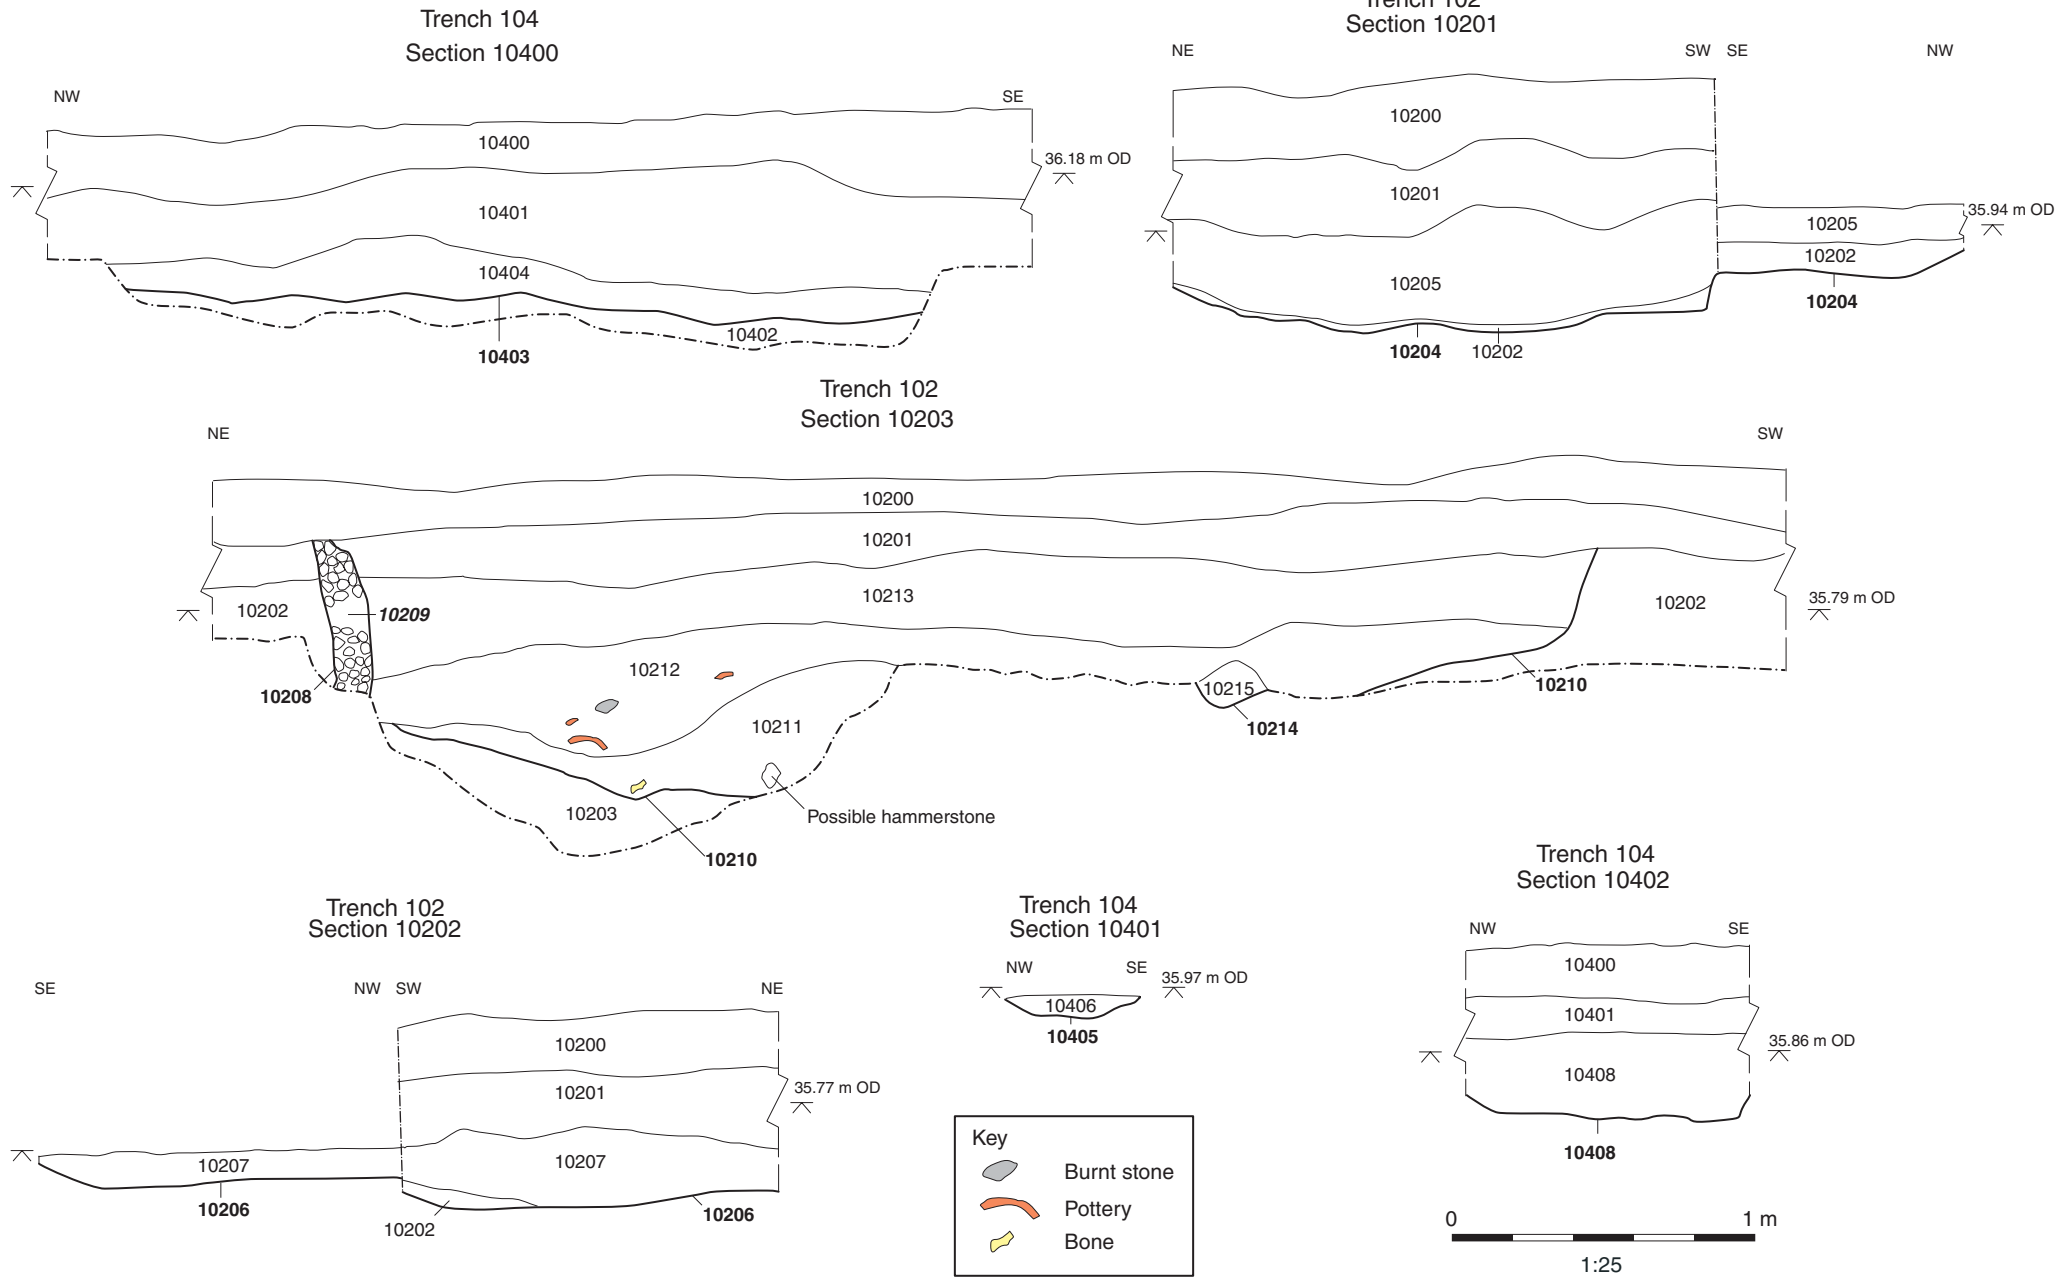 Trench 104
Section 10400
NW
SE
10400
36.18 m OD
10401
10404
10402
10403
Trench 102
Section 10201
NE
SW
SE
NW
10200
10201
10205
35.94 m OD
10205
10202
10204
10204
10202
Trench 102
Section 10203
NE
SW
10200
10201
10202
10209
10213
10202
35.79 m OD
10212
10208
10215
10210
10211
10214
10203
Possible hammerstone
10210
Trench 102
Section 10202
SE
NW
SW
NE
10200
10201
35.77 m OD
10207
10207
10206
10202
10206
Trench 104
Section 10401
NW
SE
35.97 m OD
10406
10405
Trench 104
Section 10402
NW
SE
10400
10401
35.86 m OD
10408
10408
Key
Burnt stone
Pottery
Bone
0
1 m
1:25